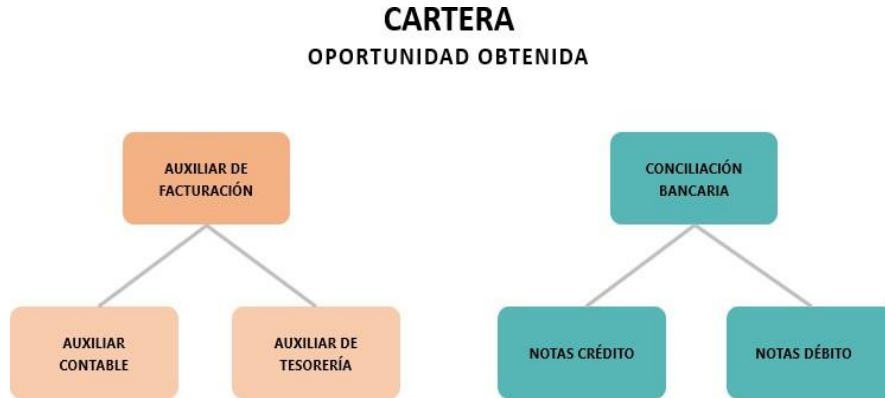 CARTERA
OPORTUNIDAD OBTENIDA
AUXILIAR DE
FACTURACIÓN
CONCILIACIÓN
BANCARIA
AUXILIAR
CONTABLE
AUXILIAR DE
TESORERÍA
NOTAS CRÉDITO
NOTAS DÉBITO